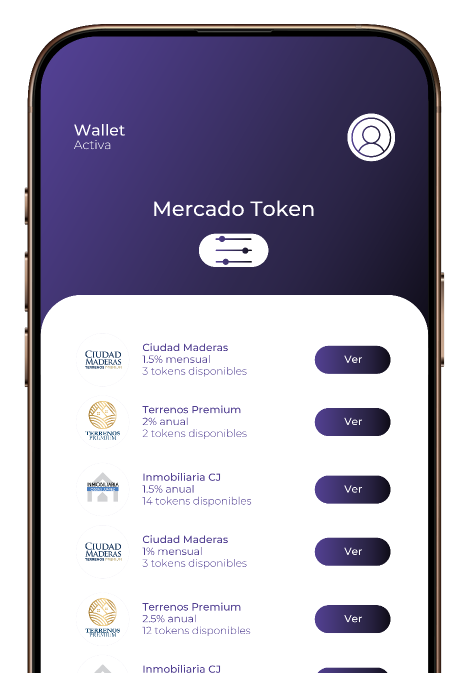 Wallet
Activa
Mercado Token
CIUDAD
MADERAS
TERRENOS PREMIUM
Ciudad Maderas
1.5% mensual
3 tokens disponibles
Ver
TERRENOS
PREMIUM
Terrenos Premium
2% anual
2 tokens disponibles
Ver
INMOBILIARIA
Inmobiliaria CJ
1.5% anual
14 tokens disponibles
Ver
CIUDAD
MADERAS
TERRENOS PREMIUM
Ciudad Maderas
1% mensual
3 tokens disponibles
Ver
TERRENOS
PREMIUM
Terrenos Premium
2.5% anual
12 tokens disponibles
Ver
Inmobiliaria CJ